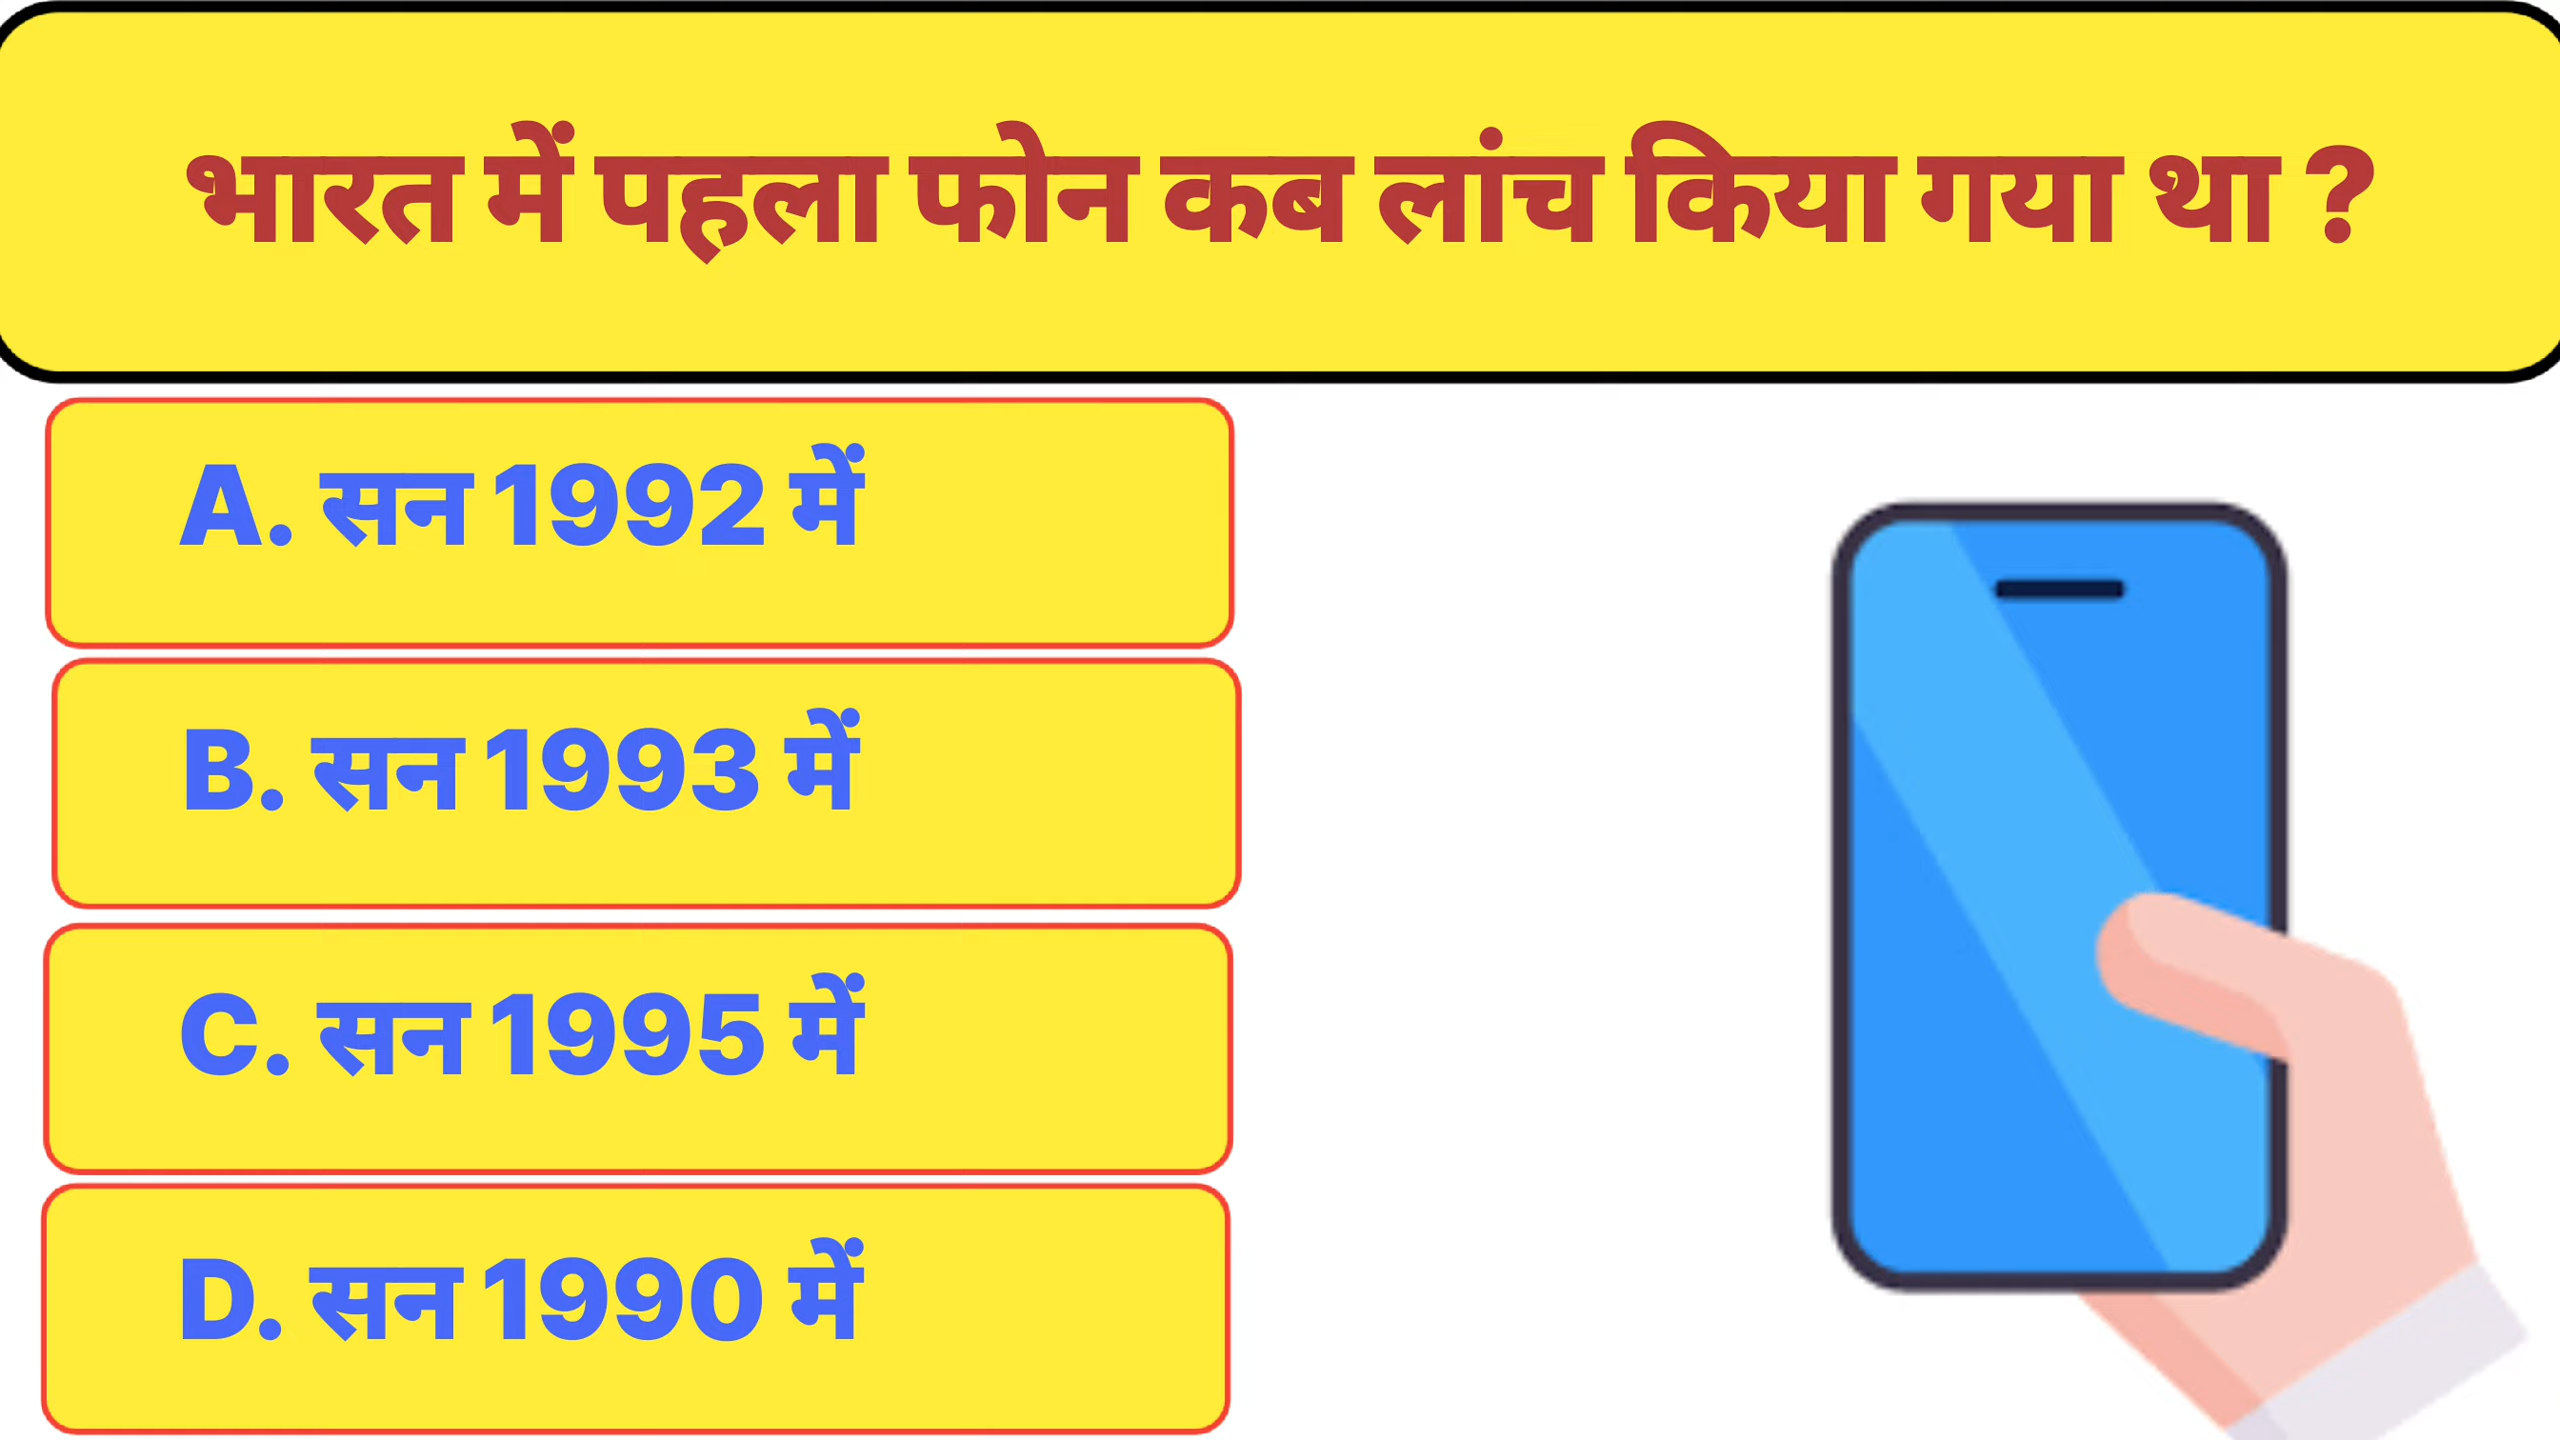 भारत में पहला फोन कब लांच किया गया था ?
A. सन 1992 में
B. सन 1993 में
C. सन 1995 में
D. सन 1990 में